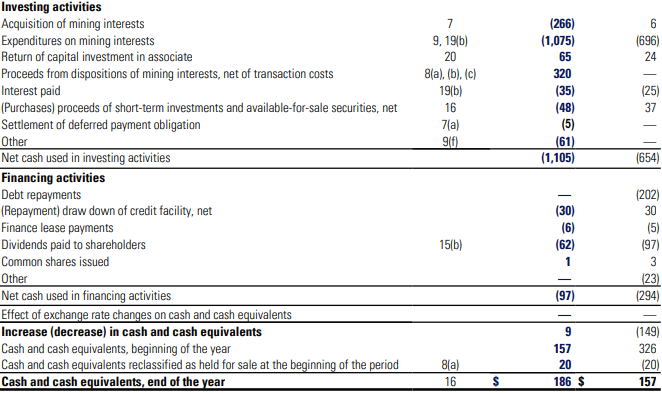 Investing activities
Acquisition of mining interests 7 (266) 6
Expenditures on mining interests 9, 19(b) (1,075) (696)
Return of capital investment in associate 20 65 24
Proceeds from dispositions of mining interests, net of transaction costs 8(a), (b), (c) 320 —
Interest paid 19(b) (35) (25)
(Purchases) proceeds of short-term investments and available-for-sale securities, net 16 (48) 37
Settlement of deferred payment obligation 7(a) (5) —
Other 9(f) (61) —
Net cash used in investing activities (1,105) (654)
Financing activities
Debt repayments — (202)
(Repayment) draw down of credit facility, net (30) 30
Finance lease payments (6) (5)
Dividends paid to shareholders 15(b) (62) (97)
Common shares issued 1 3
Other — (23)
Net cash used in financing activities (97) (294)
Effect of exchange rate changes on cash and cash equivalents — —
Increase (decrease) in cash and cash equivalents 9 (149)
Cash and cash equivalents, beginning of the year 157 326
Cash and cash equivalents reclassified as held for sale at the beginning of the period 8(a) 20 (20)
Cash and cash equivalents, end of the year 16 $ 186 $ 157